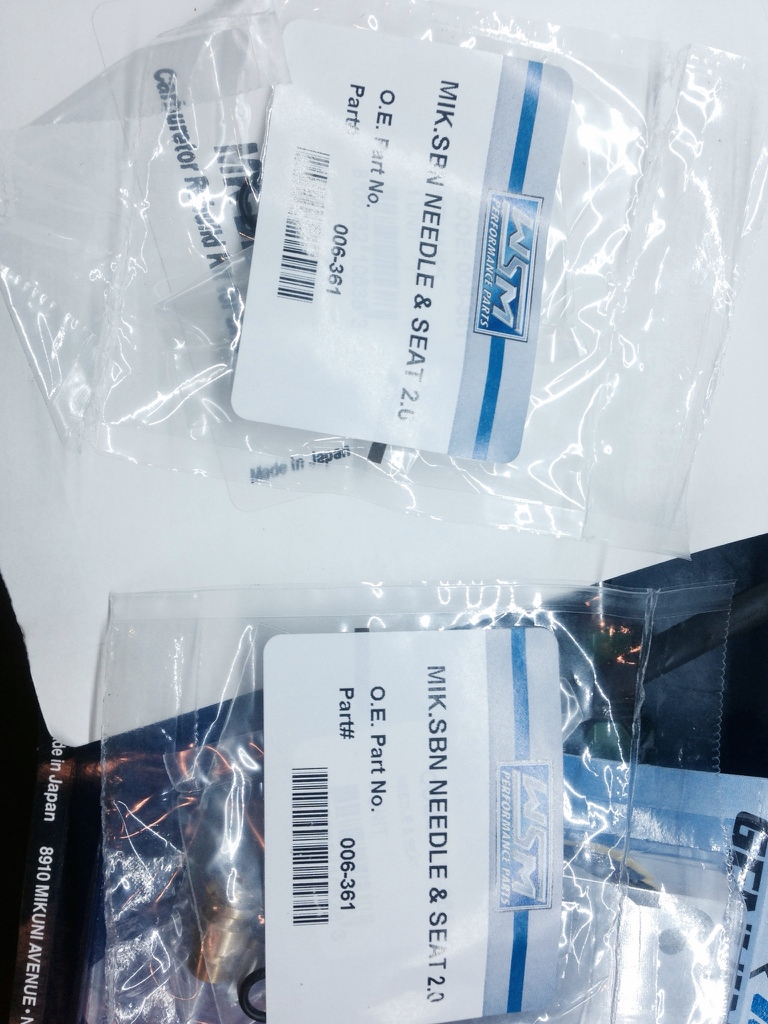 WSM
PERFORMANCE PARTS
MIK.SBN NEEDLE & SEAT 2.0
O.E. Part No.
Part#
006-361
Carburetor
Made in Japan
WSM
PERFORMANCE PARTS
MIK.SBN NEEDLE & SEAT 2.0
O.E. Part No.
Part#
006-361
de in Japan 8910 MIKUNI AVENUE •